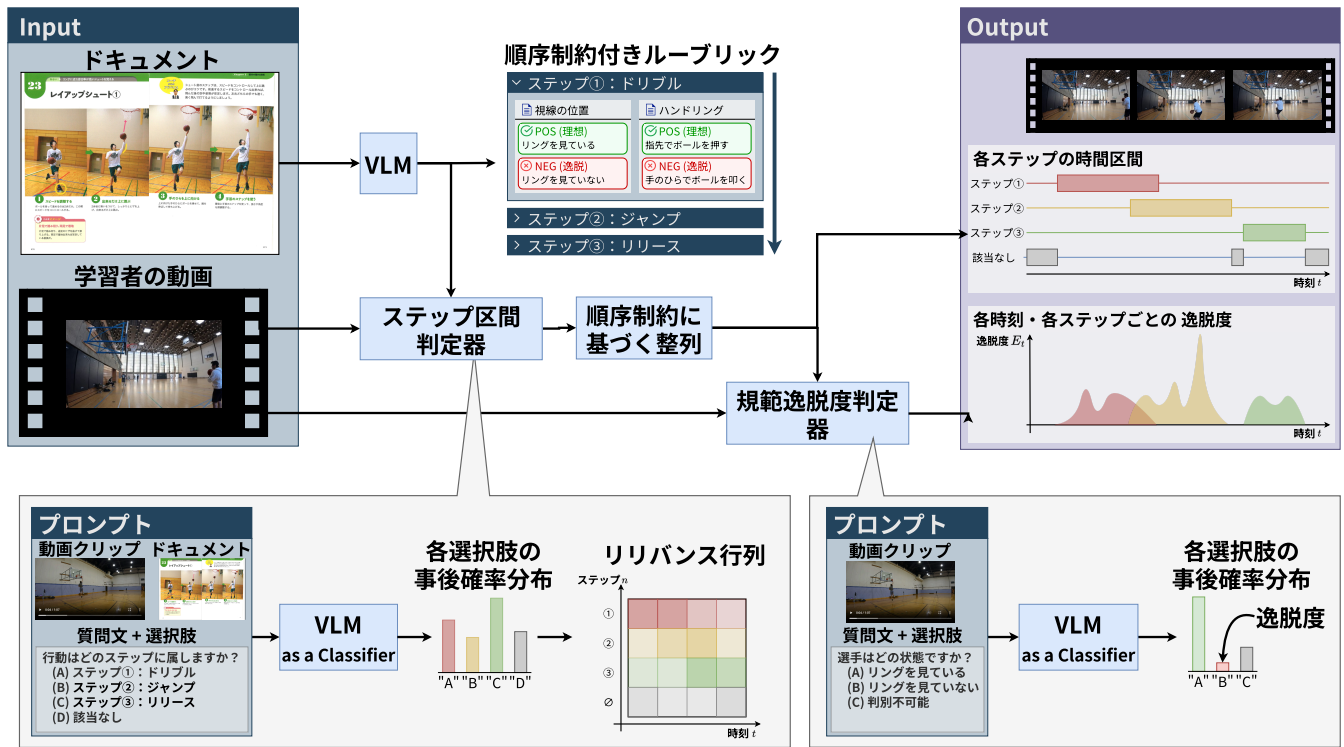 Input
ドキュメント
23
レイアップシュート①
学習者の動画
VLM
順序制約付きルーブリック
ステップ①：ドリブル
視線の位置
POS (理想)
リングを見ている
NEG (逸脱)
リングを見ていない
ハンドリング
POS (理想)
指先でボールを押す
NEG (逸脱)
手のひらでボールを叩く
ステップ②：ジャンプ
ステップ③：リリース
ステップ区間
判定器
順序制約に
基づく整列
規範逸脱度判定
器
Output
各ステップの時間区間
ステップ①
ステップ②
ステップ③
該当なし
時刻 t
各時刻・各ステップごとの 逸脱度
逸脱度 Et
時刻 t
プロンプト
動画クリップ ドキュメント
質問文 + 選択肢
行動はどのステップに属しますか？
(A) ステップ①：ドリブル
(B) ステップ②：ジャンプ
(C) ステップ③：リリース
(D) 該当なし
VLM
as a Classifier
各選択肢の
事後確率分布
"A" "B" "C" "D"
リリバンス行列
ステップn
①
②
③
∅
時刻 t
プロンプト
動画クリップ
質問文 + 選択肢
選手はどの状態ですか？
(A) リングを見ている
(B) リングを見ていない
(C) 判別不可能
VLM
as a Classifier
各選択肢の
事後確率分布
逸脱度
"A" "B" "C"